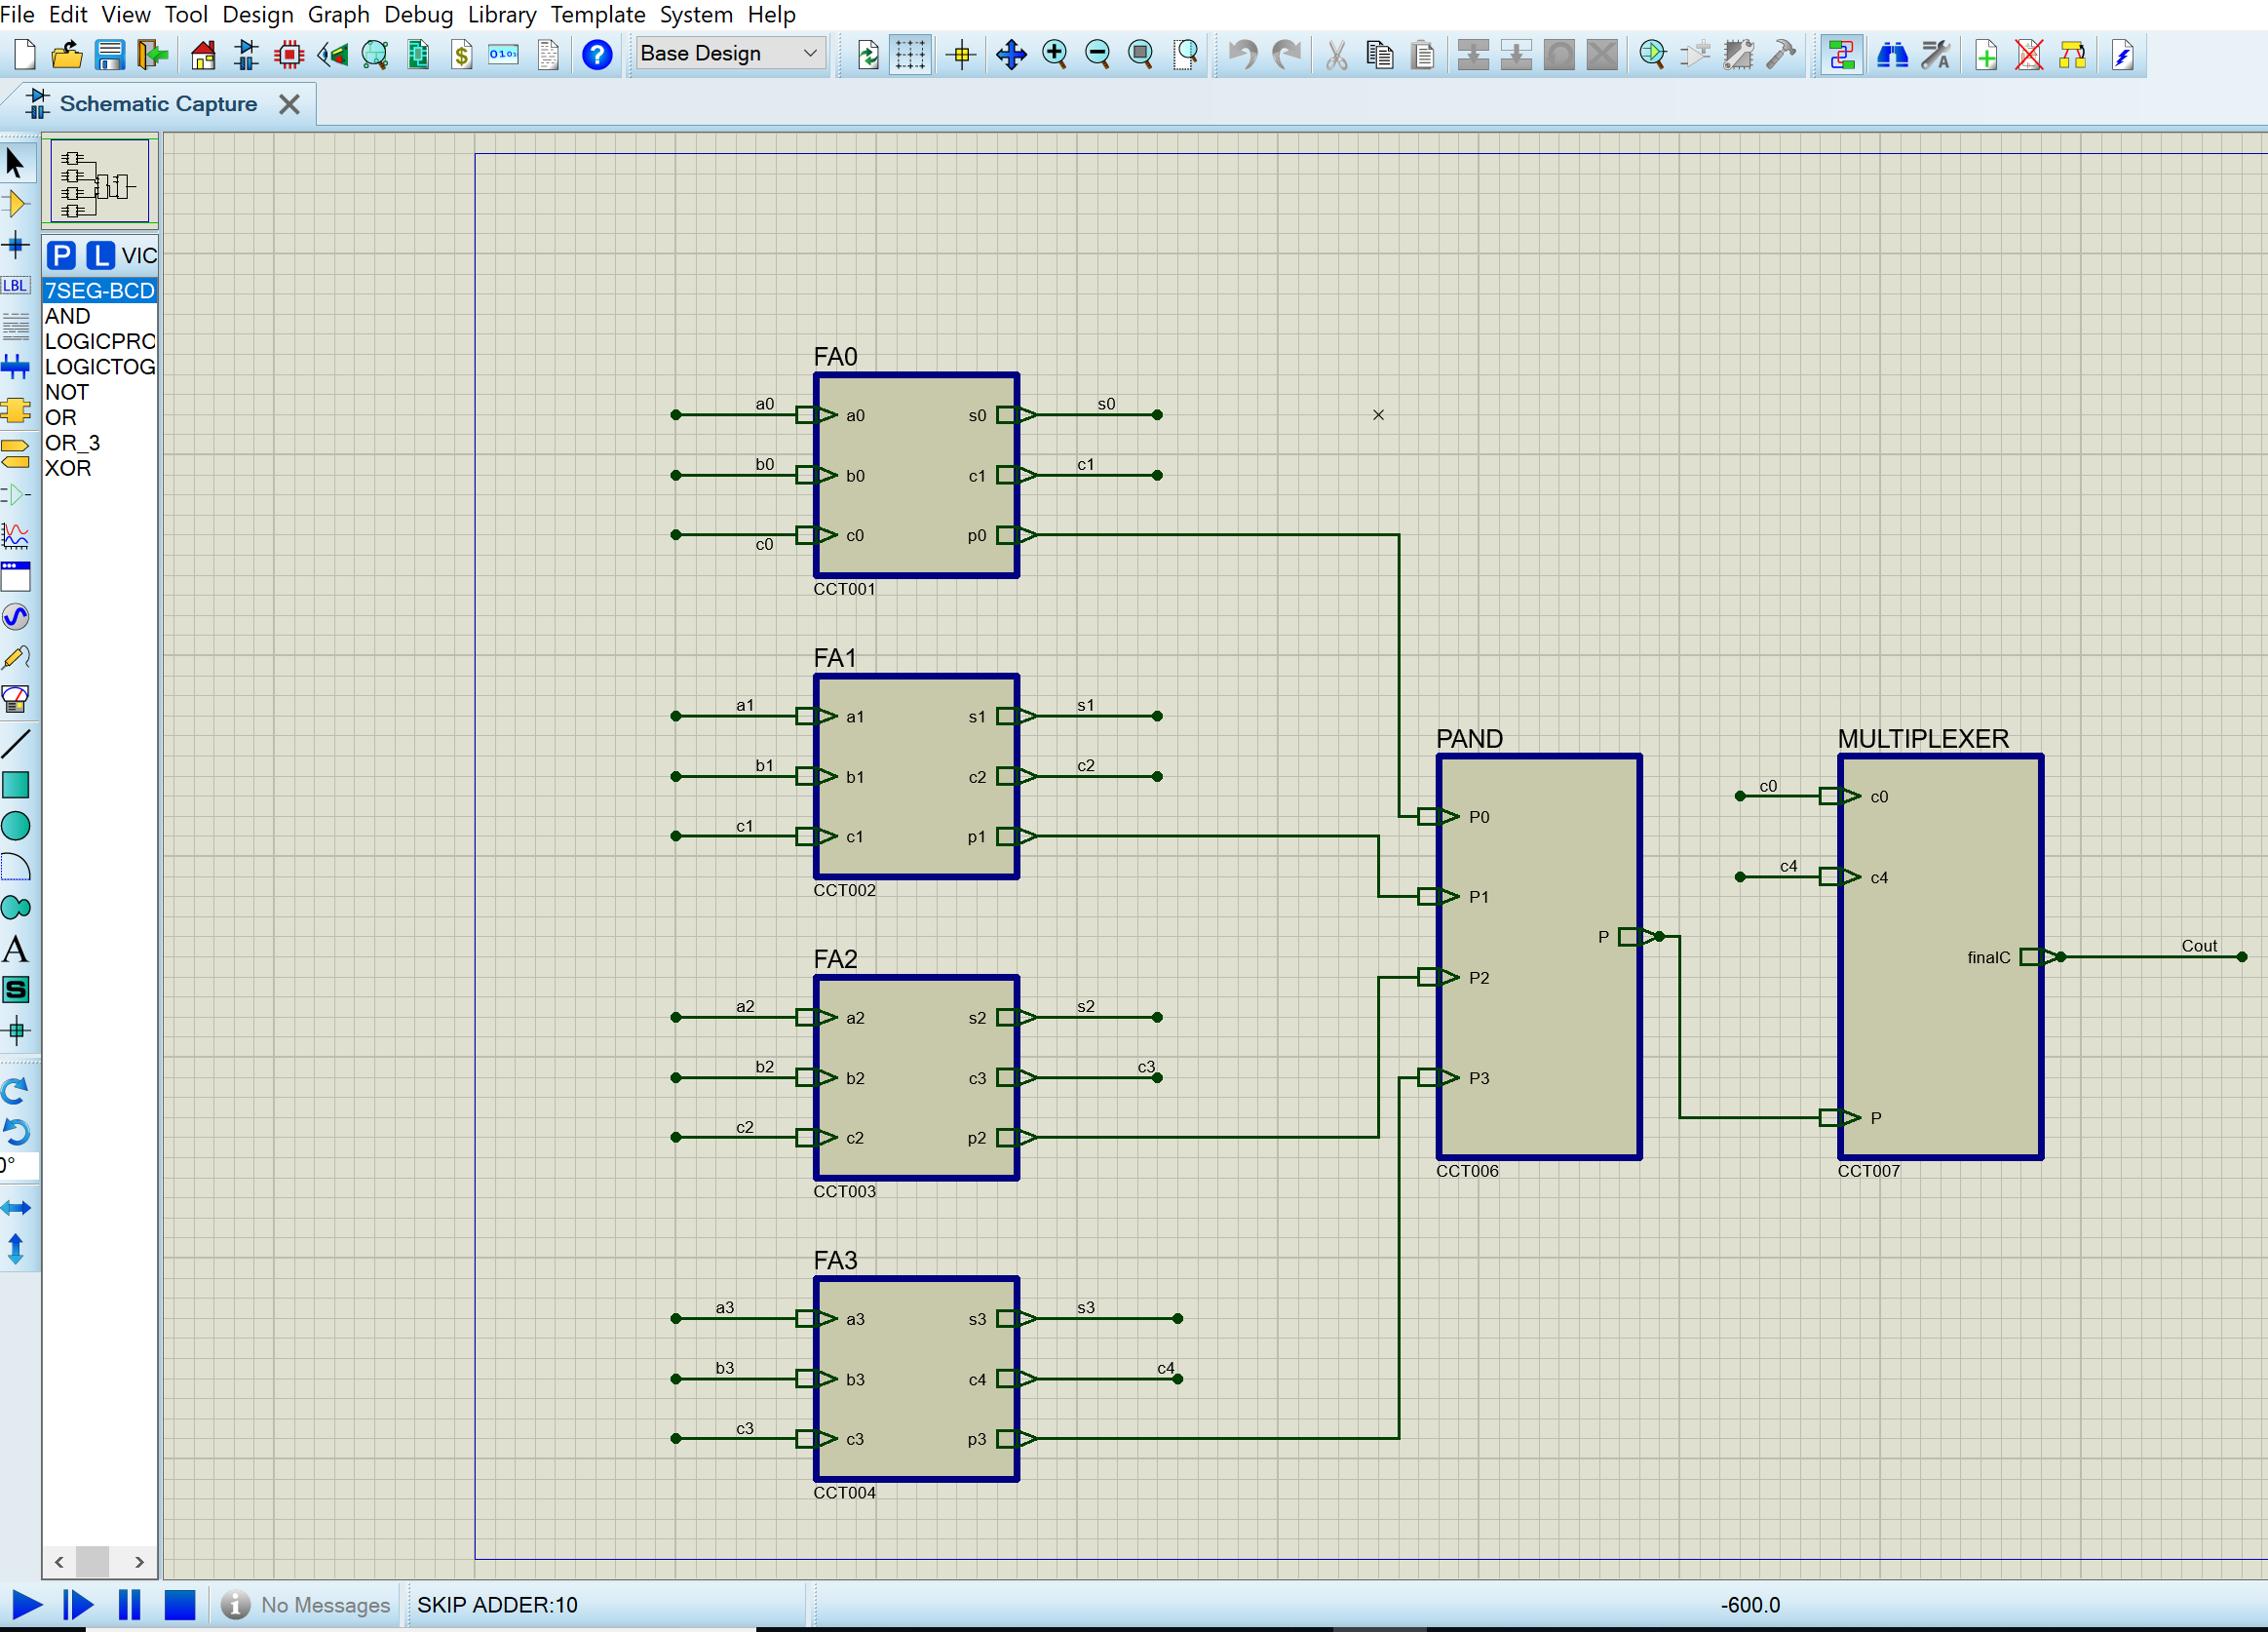 File Edit View Tool Design Graph Debug Library Template System Help
$ 0101 ? Base Design
Schematic Capture
P L VIC
LBL
7SEG-BCD
AND
LOGICPRO
LOGICTOG
NOT
OR
OR_3
XOR
A
S
0°
FA0
a0 a0 s0 s0
b0 b0 c1 c1
c0 c0 p0
CCT001
FA1
a1 a1 s1 s1
b1 b1 c2 c2
c1 c1 p1
CCT002
FA2
a2 a2 s2 s2
b2 b2 c3 c3
c2 c2 p2
CCT003
FA3
a3 a3 s3 s3
b3 b3 c4 c4
c3 c3 p3
CCT004
PAND
P0
P1
P
P2
P3
CCT006
MULTIPLEXER
c0 c0
c4 c4
finalC Cout
P
CCT007
No Messages SKIP ADDER:10 -600.0